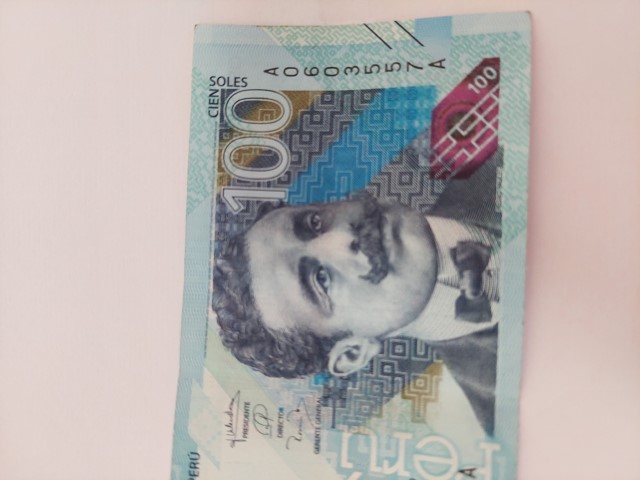 PERÚ
CIEN SOLES
100
PRESIDENTE
DIRECTOR
GERENTE GENERAL
A0603557A
Perú
A
100